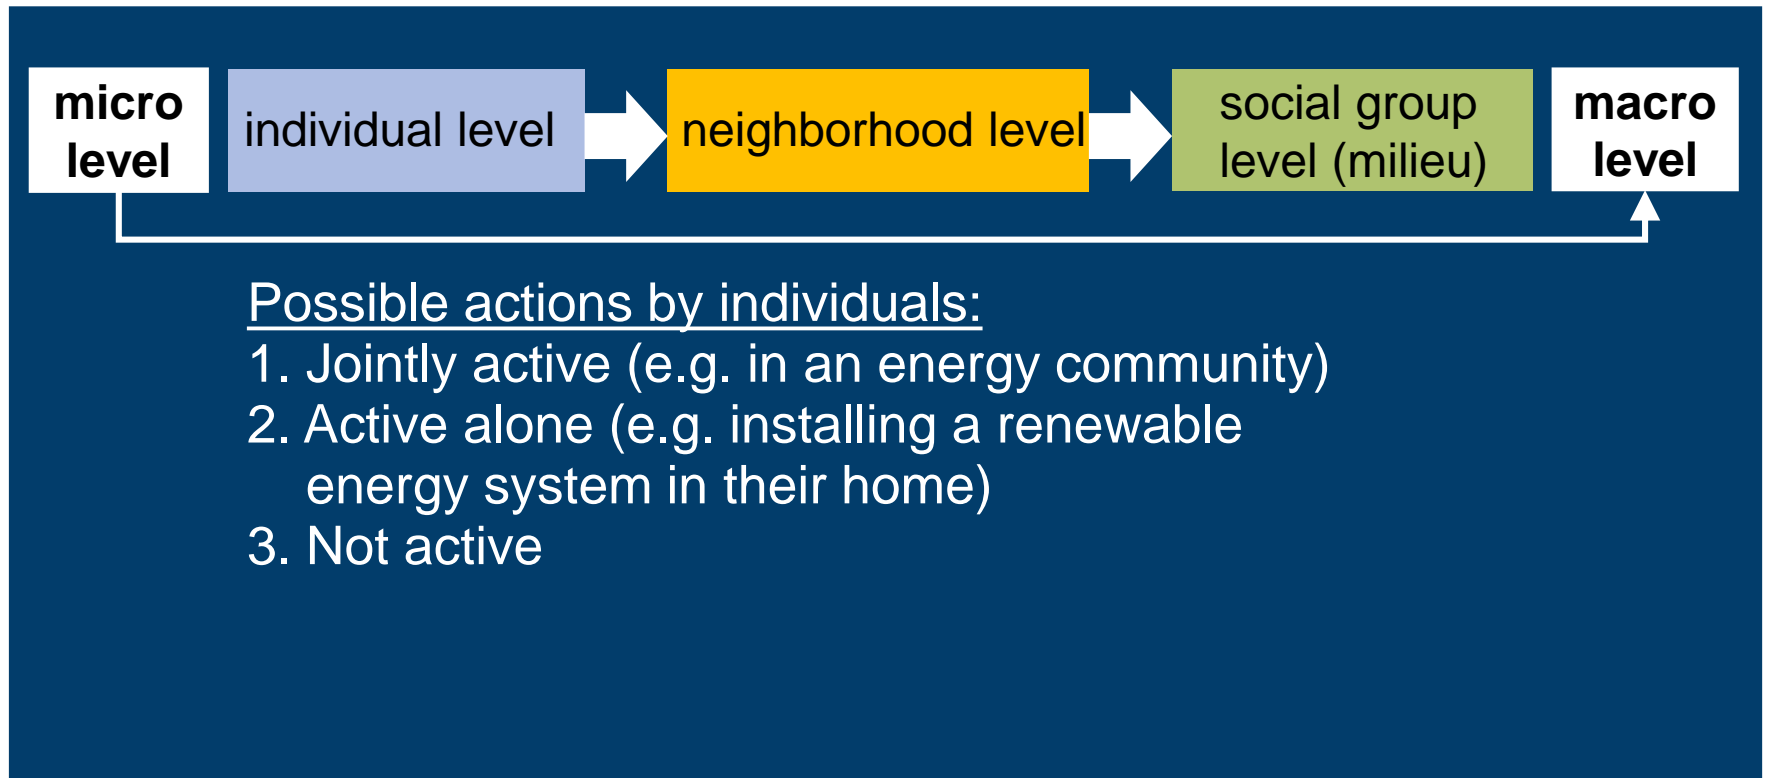 micro
level
individual level
neighborhood level
social group
level (milieu)
macro
level
Possible actions by individuals:
1. Jointly active (e.g. in an energy community)
2. Active alone (e.g. installing a renewable
energy system in their home)
3. Not active